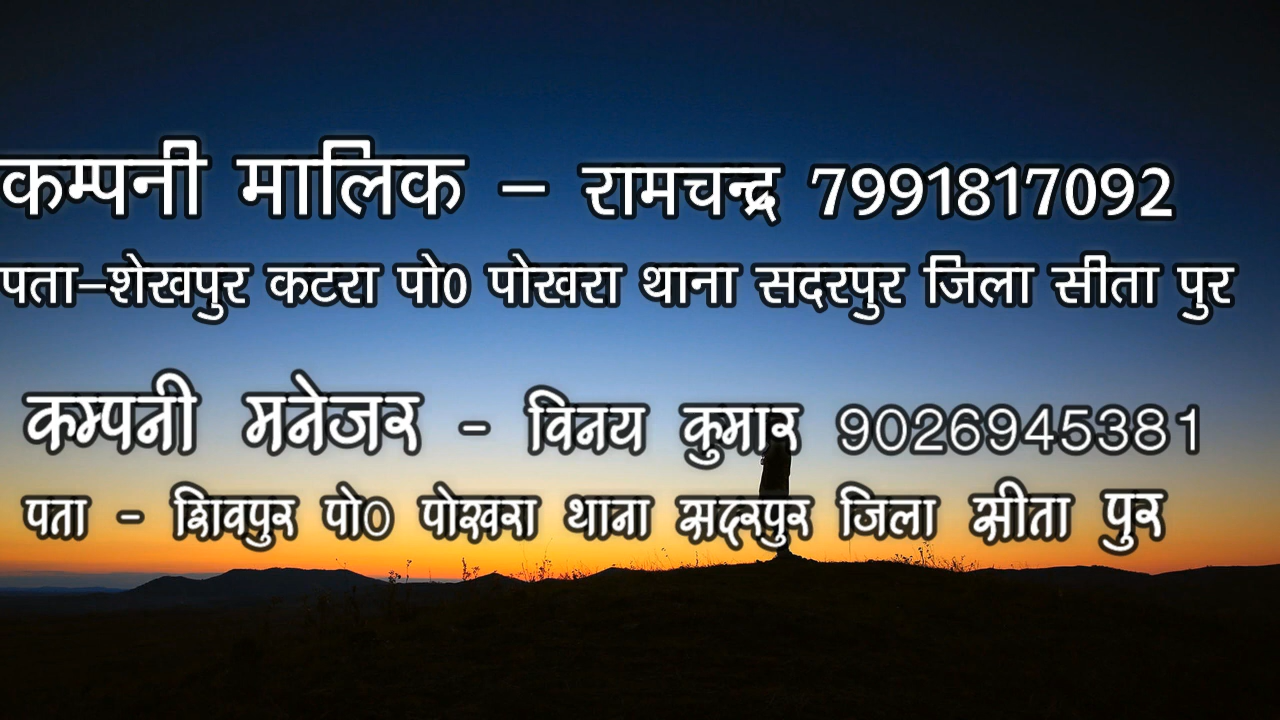 कम्पनी मालिक – रामचन्द्र 7991817092
पता–शेखपुर कटरा पो0 पोखरा थाना सदरपुर जिला सीता पुर
कम्पनी मनेजर - विनय कुमार 9026945381
पता - शिवपुर पो0 पोखरा थाना सदरपुर जिला सीता पुर